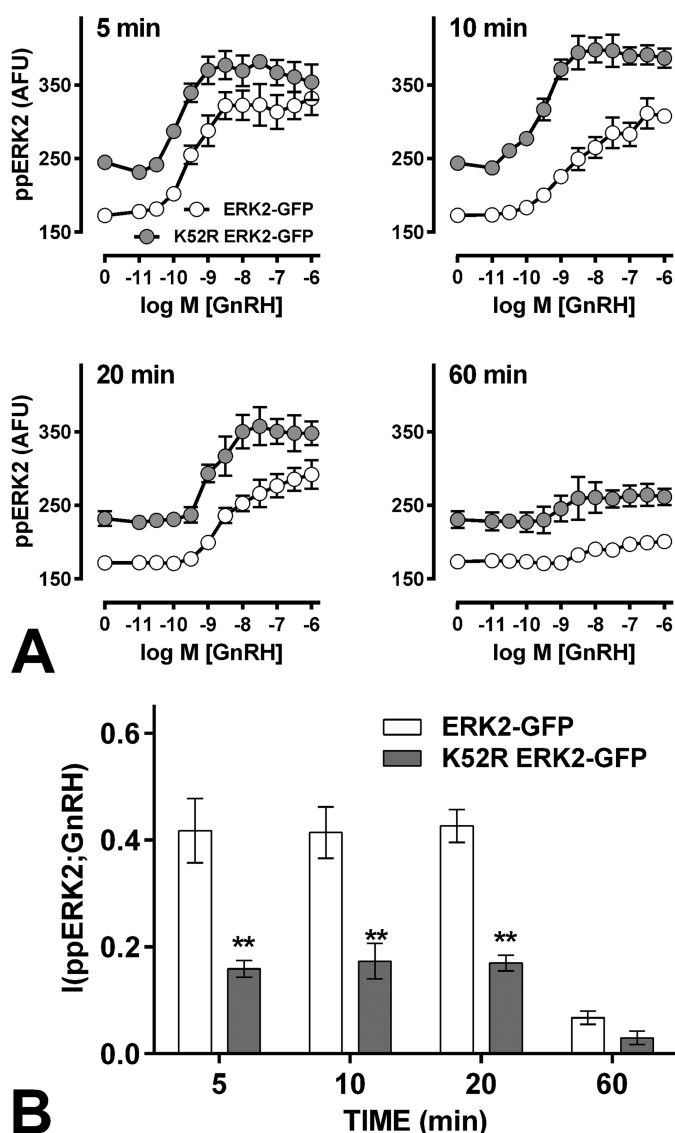 5 min
10 min
ppERK2 (AFU)
350
250
150
350
250
150
ERK2-GFP
K52R ERK2-GFP
0 -11 -10 -9 -8 -7 -6
0 -11 -10 -9 -8 -7 -6
log M [GnRH]
log M [GnRH]
20 min
60 min
ppERK2 (AFU)
350
250
150
350
250
150
0 -11 -10 -9 -8 -7 -6
0 -11 -10 -9 -8 -7 -6
log M [GnRH]
log M [GnRH]
A
I(ppERK2;GnRH)
0.6
0.4
0.2
0.0
ERK2-GFP
K52R ERK2-GFP
** ** **
5 10 20 60
TIME (min)
B